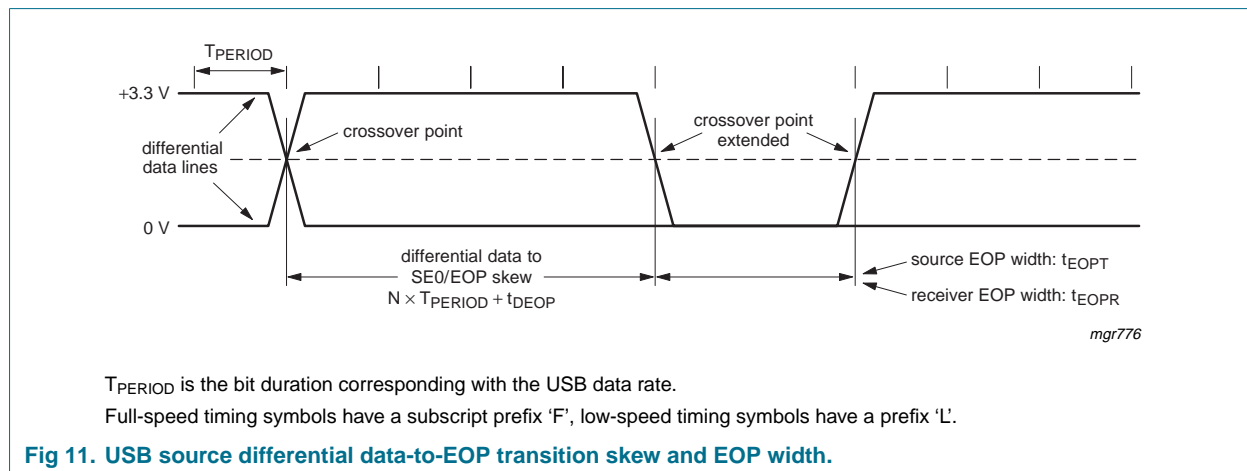 TPERIOD
+3.3 V
crossover point
crossover point
extended
differential
data lines
0 V
differential data to
SE0/EOP skew
N × TPERIOD + tDEOP
source EOP width: tEOPT
receiver EOP width: tEOPR
mgr776
TPERIOD is the bit duration corresponding with the USB data rate.
Full-speed timing symbols have a subscript prefix ‘F’, low-speed timing symbols have a prefix ‘L’.
Fig 11. USB source differential data-to-EOP transition skew and EOP width.